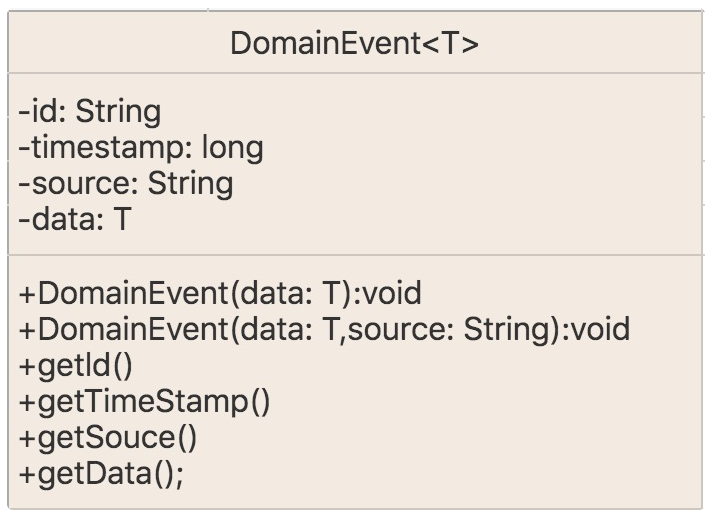 DomainEvent<T>
-id: String
-timestamp: long
-source: String
-data: T
+DomainEvent(data: T):void
+DomainEvent(data: T,source: String):void
+getId()
+getTimeStamp()
+getSouce()
+getData();